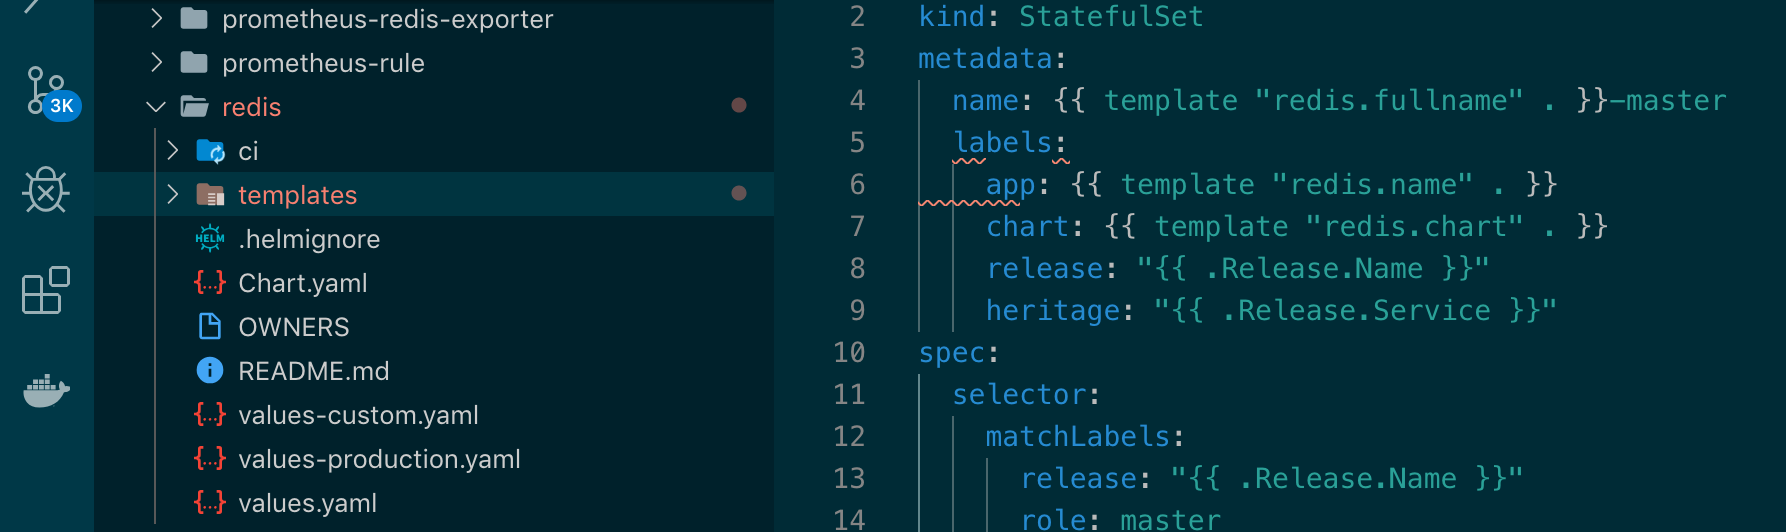 prometheus-redis-exporter
prometheus-rule
3K
redis
ci
templates
HELM .helmignore
{...} Chart.yaml
OWNERS
i README.md
{...} values-custom.yaml
{...} values-production.yaml
{...} values.yaml
2 kind: StatefulSet
3 metadata:
4 name: {{ template "redis.fullname" . }}-master
5 labels:
6 app: {{ template "redis.name" . }}
7 chart: {{ template "redis.chart" . }}
8 release: "{{ .Release.Name }}"
9 heritage: "{{ .Release.Service }}"
10 spec:
11 selector:
12 matchLabels:
13 release: "{{ .Release.Name }}"
14 role: master